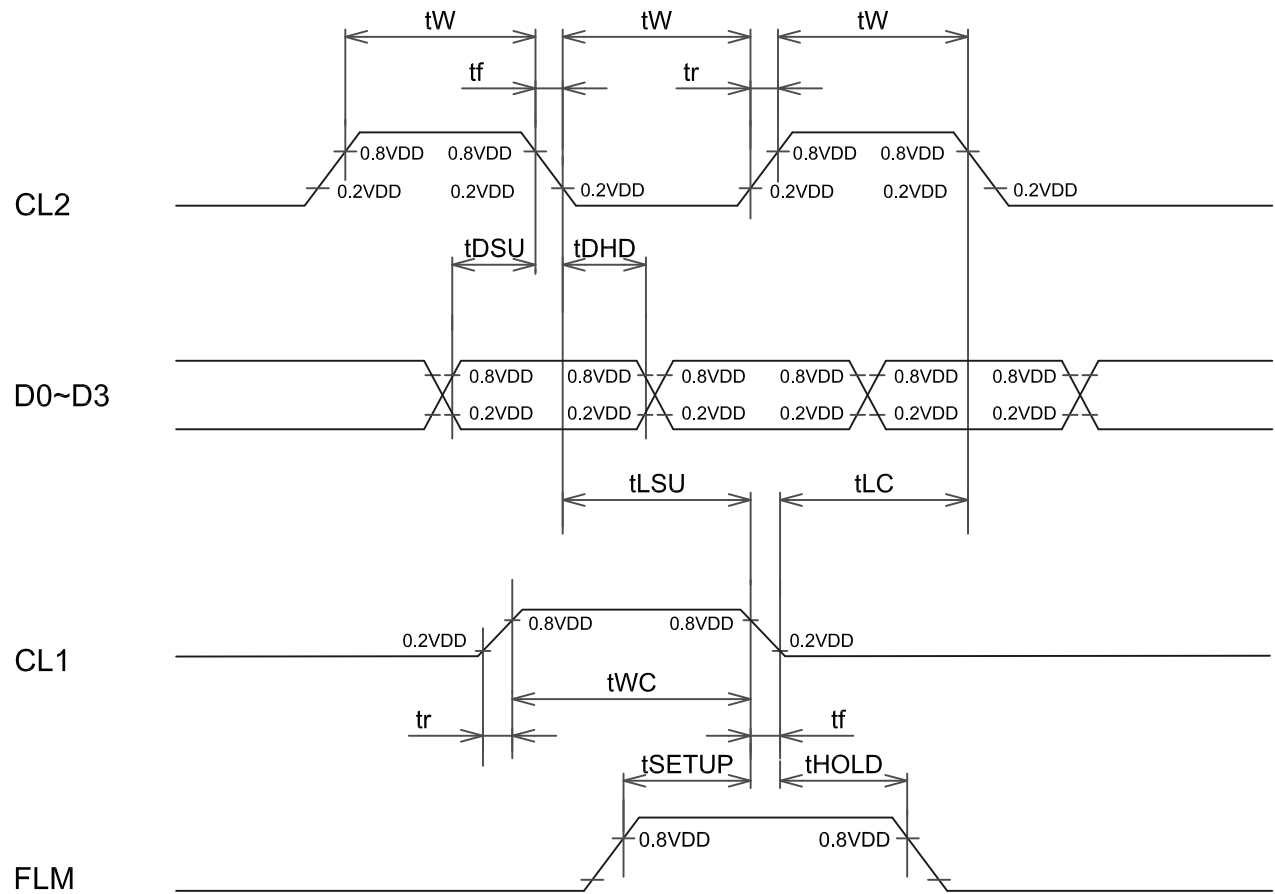 tW tW tW
tf tr
0.8VDD 0.8VDD 0.8VDD 0.8VDD
CL2 0.2VDD 0.2VDD 0.2VDD 0.2VDD 0.2VDD 0.2VDD
tDSU tDHD
D0~D3 0.8VDD 0.8VDD 0.8VDD 0.8VDD 0.8VDD 0.8VDD
0.2VDD 0.2VDD 0.2VDD 0.2VDD 0.2VDD 0.2VDD
tLSU tLC
0.8VDD 0.8VDD
CL1 0.2VDD 0.2VDD
tWC
tr tf
tSETUP tHOLD
0.8VDD 0.8VDD
FLM